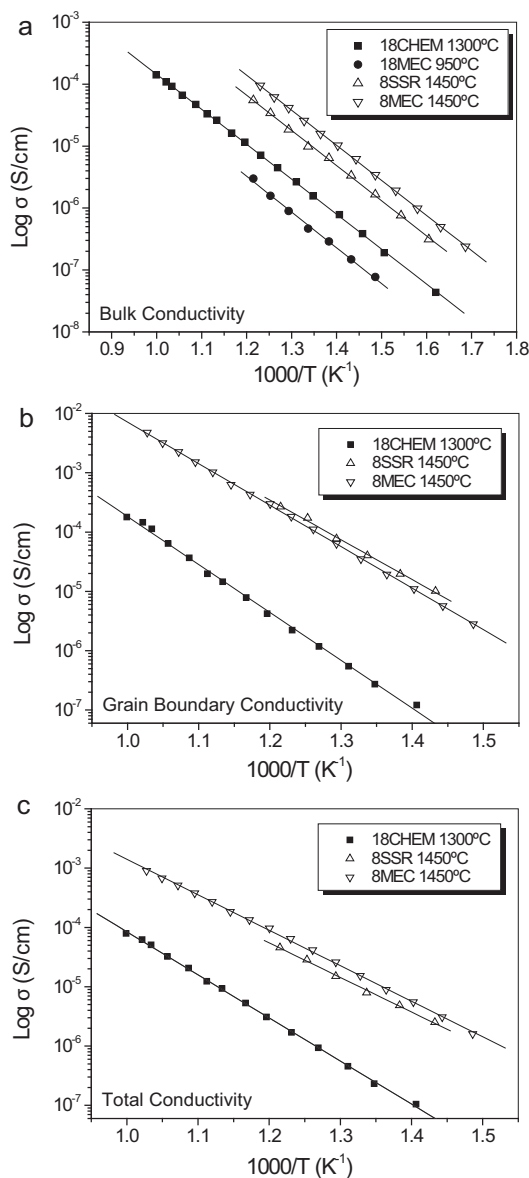 a
10⁻³
10⁻⁴
10⁻⁵
10⁻⁶
10⁻⁷
10⁻⁸
Log σ (S/cm)
18CHEM 1300ºC
18MEC 950°C
8SSR 1450ºC
8MEC 1450°C
Bulk Conductivity
0.9 1.0 1.1 1.2 1.3 1.4 1.5 1.6 1.7 1.8
1000/T (K⁻¹)
b
10⁻²
10⁻³
10⁻⁴
10⁻⁵
10⁻⁶
10⁻⁷
Log σ (S/cm)
18CHEM 1300ºC
8SSR 1450ºC
8MEC 1450°C
Grain Boundary Conductivity
1.0 1.1 1.2 1.3 1.4 1.5
1000/T (K⁻¹)
c
10⁻²
10⁻³
10⁻⁴
10⁻⁵
10⁻⁶
10⁻⁷
Log σ (S/cm)
18CHEM 1300ºC
8SSR 1450ºC
8MEC 1450°C
Total Conductivity
1.0 1.1 1.2 1.3 1.4 1.5
1000/T (K⁻¹)